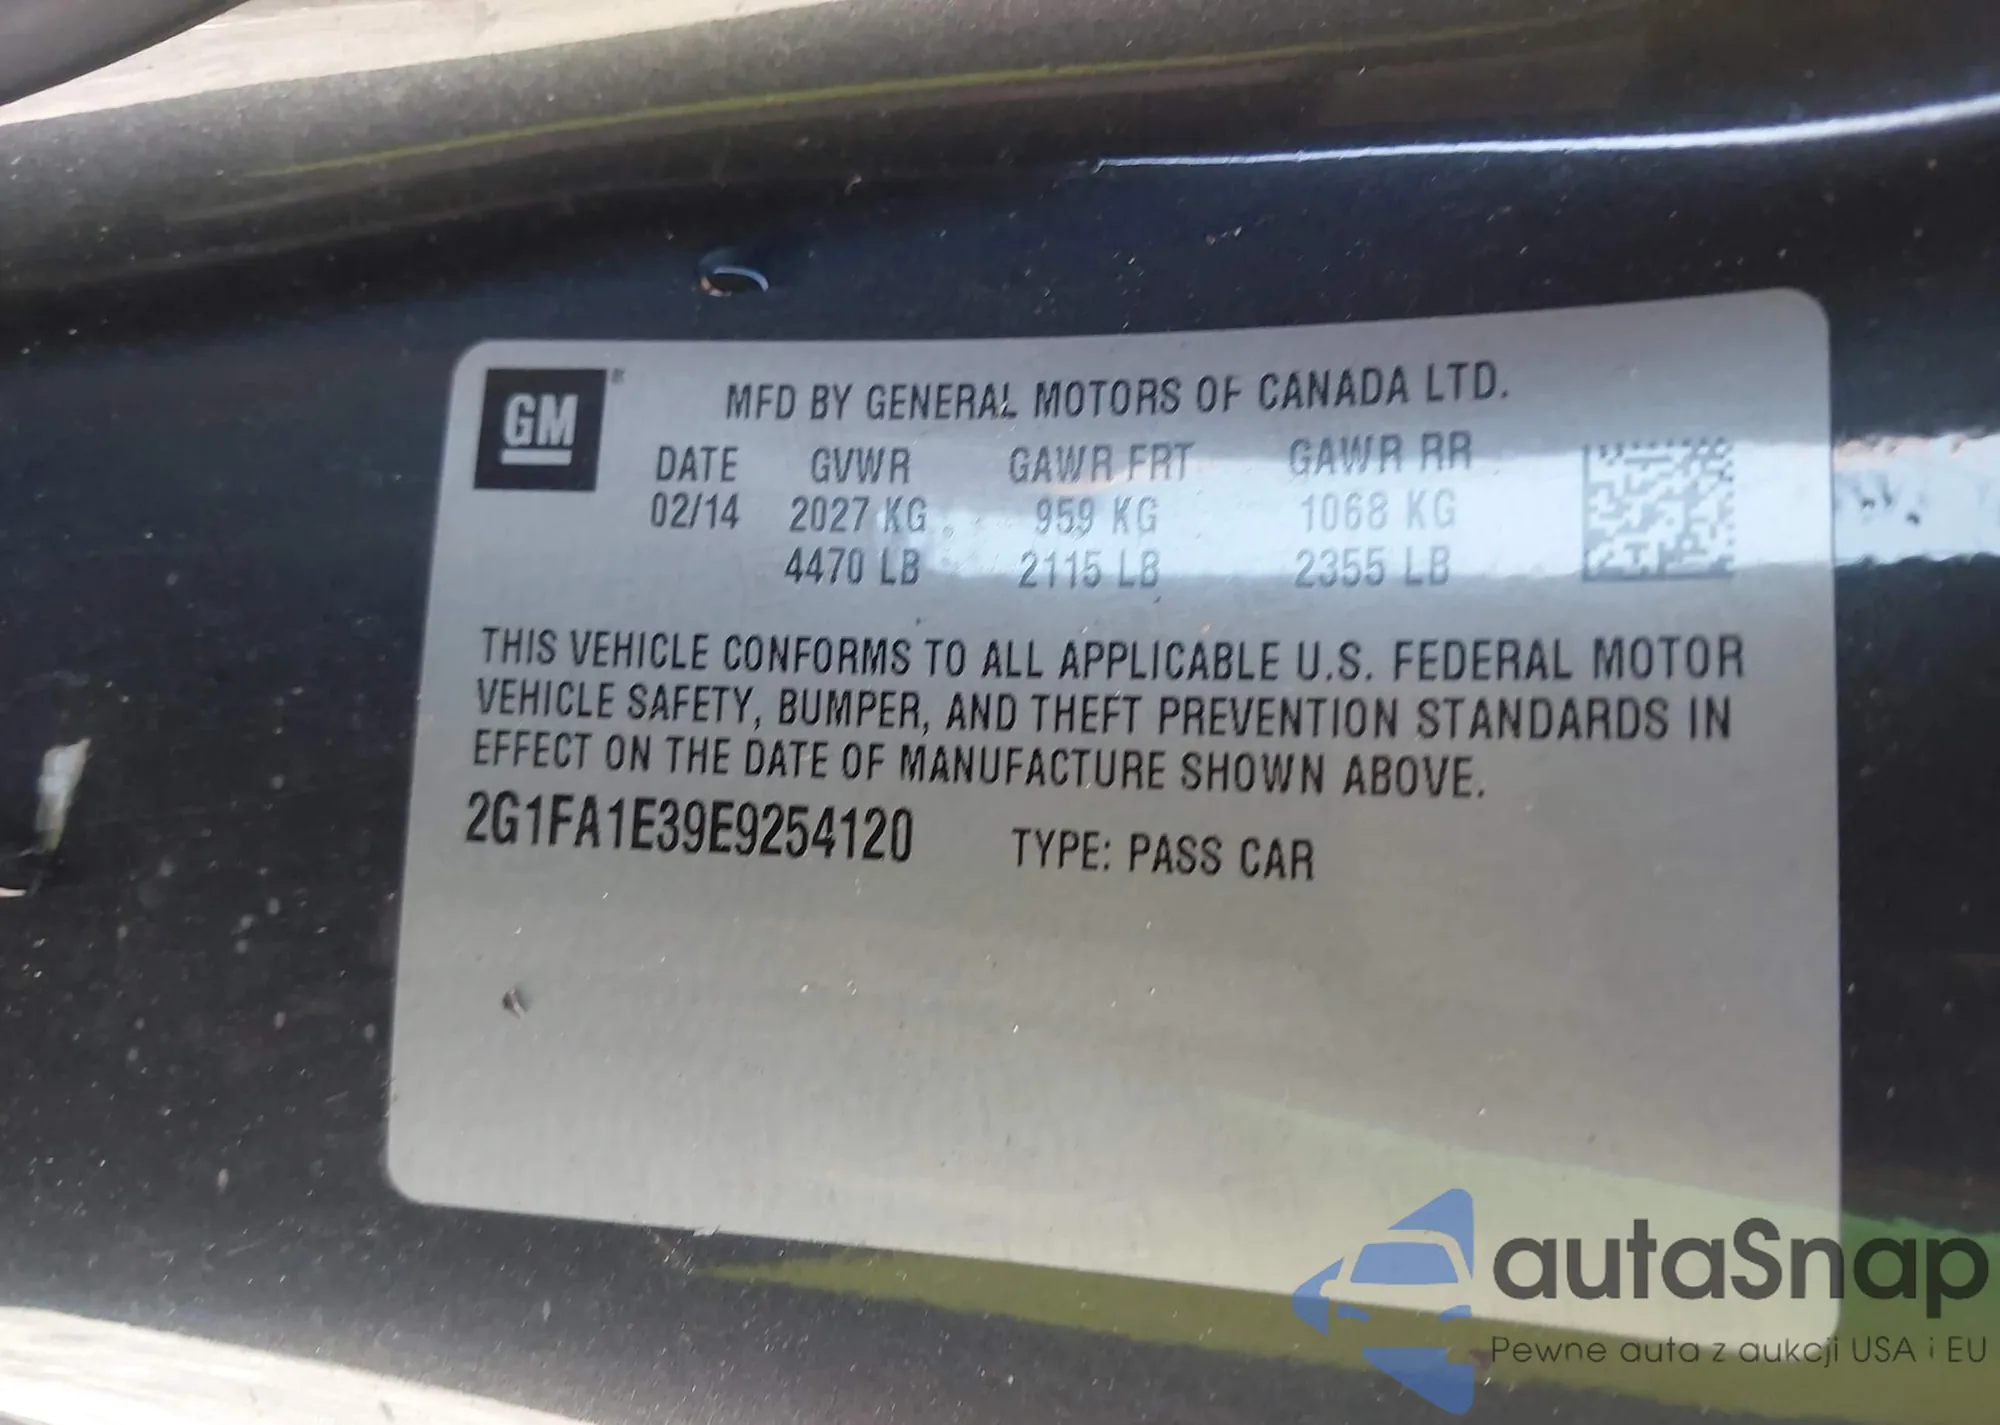 GM
MFD BY GENERAL MOTORS OF CANADA LTD.
DATE GVWR GAWR FRT GAWR RR
02/14 2027 KG 959 KG 1068 KG
4470 LB 2115 LB 2355 LB
THIS VEHICLE CONFORMS TO ALL APPLICABLE U.S. FEDERAL MOTOR
VEHICLE SAFETY, BUMPER, AND THEFT PREVENTION STANDARDS IN
EFFECT ON THE DATE OF MANUFACTURE SHOWN ABOVE.
2G1FA1E39E9254120 TYPE: PASS CAR
autaSnap
Pewne auta z aukcji USA i EU